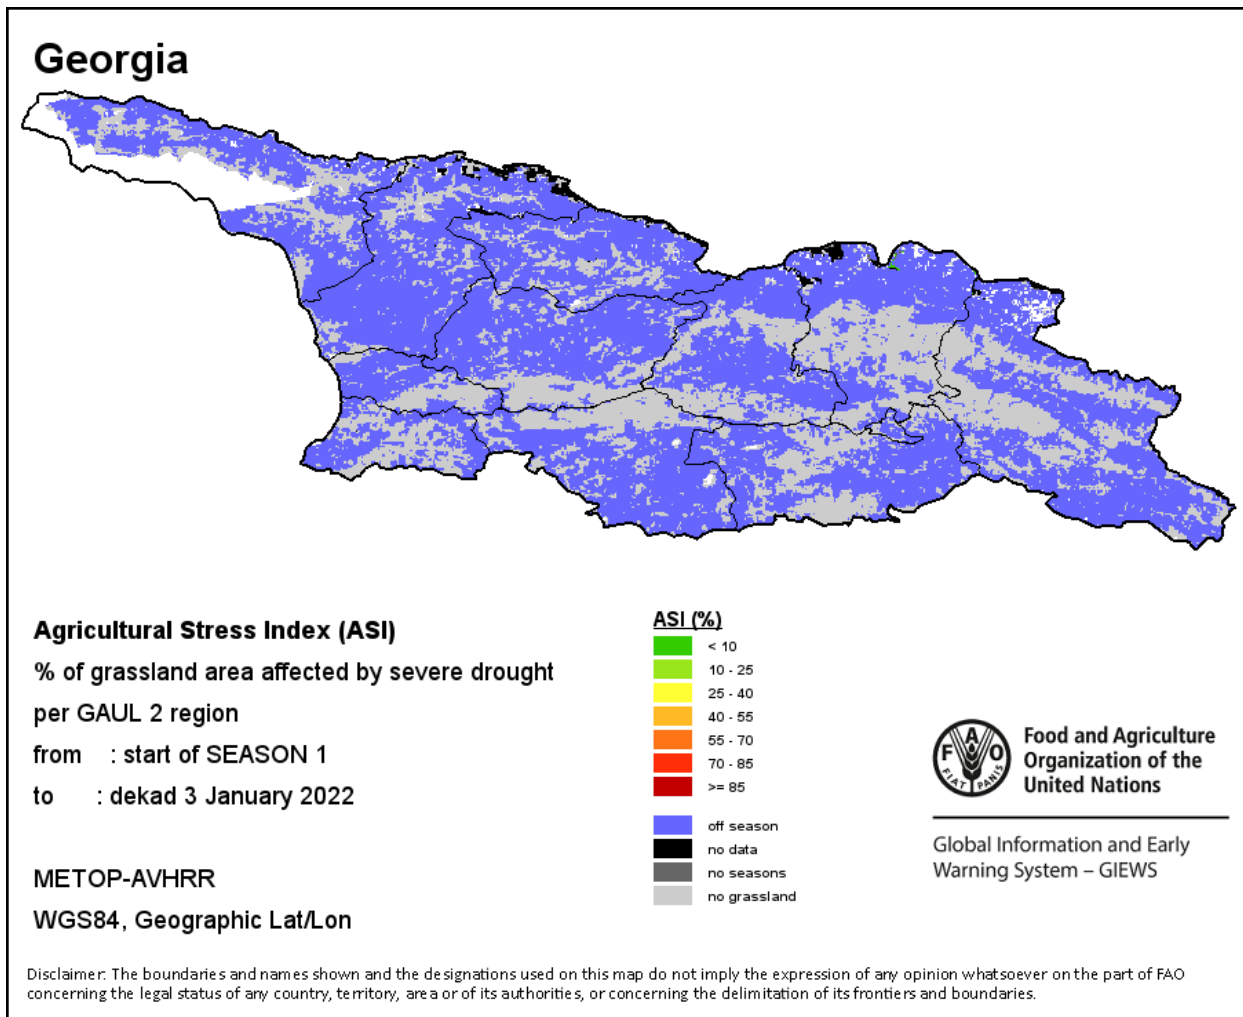 Georgia
Agricultural Stress Index (ASI)
% of grassland area affected by severe drought
per GAUL 2 region
from : start of SEASON 1
to : dekad 3 January 2022
METOP-AVHRR
WGS84, Geographic Lat/Lon
ASI (%)
< 10
10 - 25
25 - 40
40 - 55
55 - 70
70 - 85
>= 85
off season
no data
no seasons
no grassland
F A O
FIAT PANIS
Food and Agriculture
Organization of the
United Nations
Global Information and Early
Warning System – GIEWS
Disclaimer: The boundaries and names shown and the designations used on this map do not imply the expression of any opinion whatsoever on the part of FAO
concerning the legal status of any country, territory, area or of its authorities, or concerning the delimitation of its frontiers and boundaries.